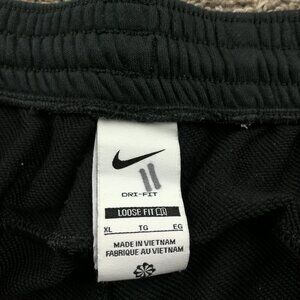 DRI-FIT
LOOSE FIT
XL TG EG
MADE IN VIETNAM
FABRIQUE AU VIETNAM